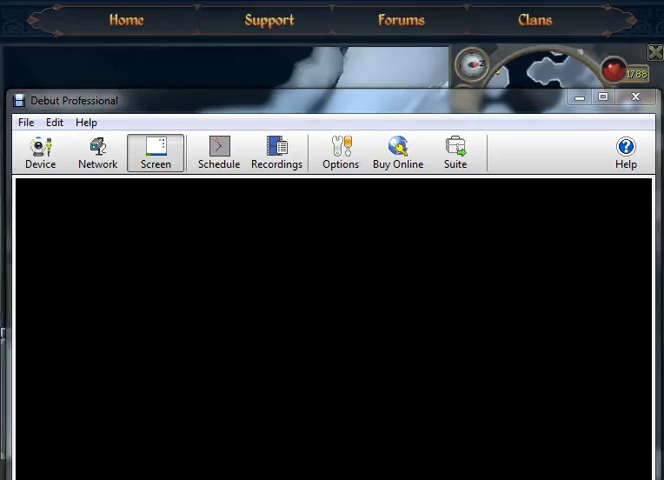 Home Support Forums Clans
1788
Debut Professional
File Edit Help
Device Network Screen Schedule Recordings Options Buy Online Suite Help